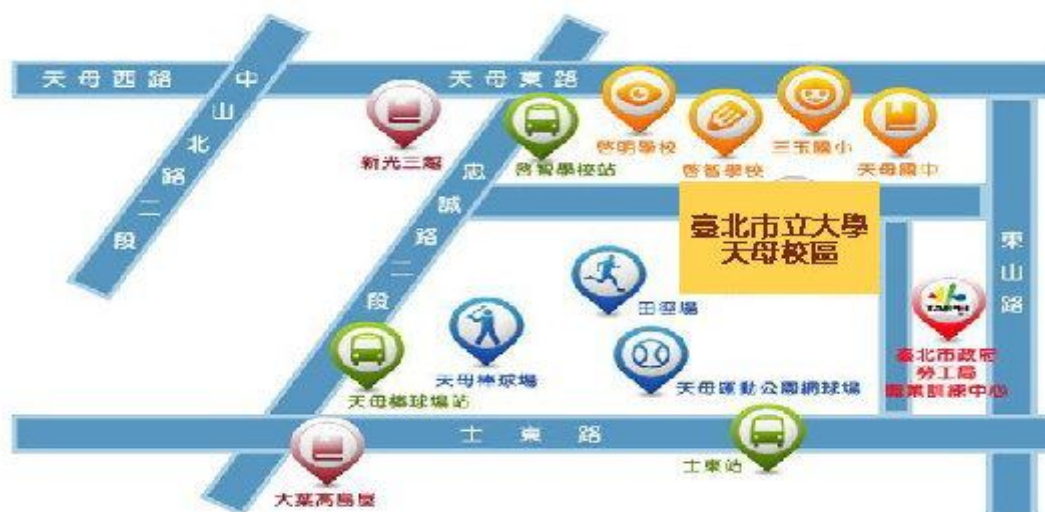 天母西路
中山北路二段
天母東路
新光三越
啓智學校站
啓明學校
啓智學校
三玉國小
天母國中
忠誠路二段
臺北市立大學
天母校區
東山路
田徑場
天母棒球場
天母運動公園網球場
臺北市政府
勞工局
職業訓練中心
天母棒球場站
士東路
士東站
大葉高島屋